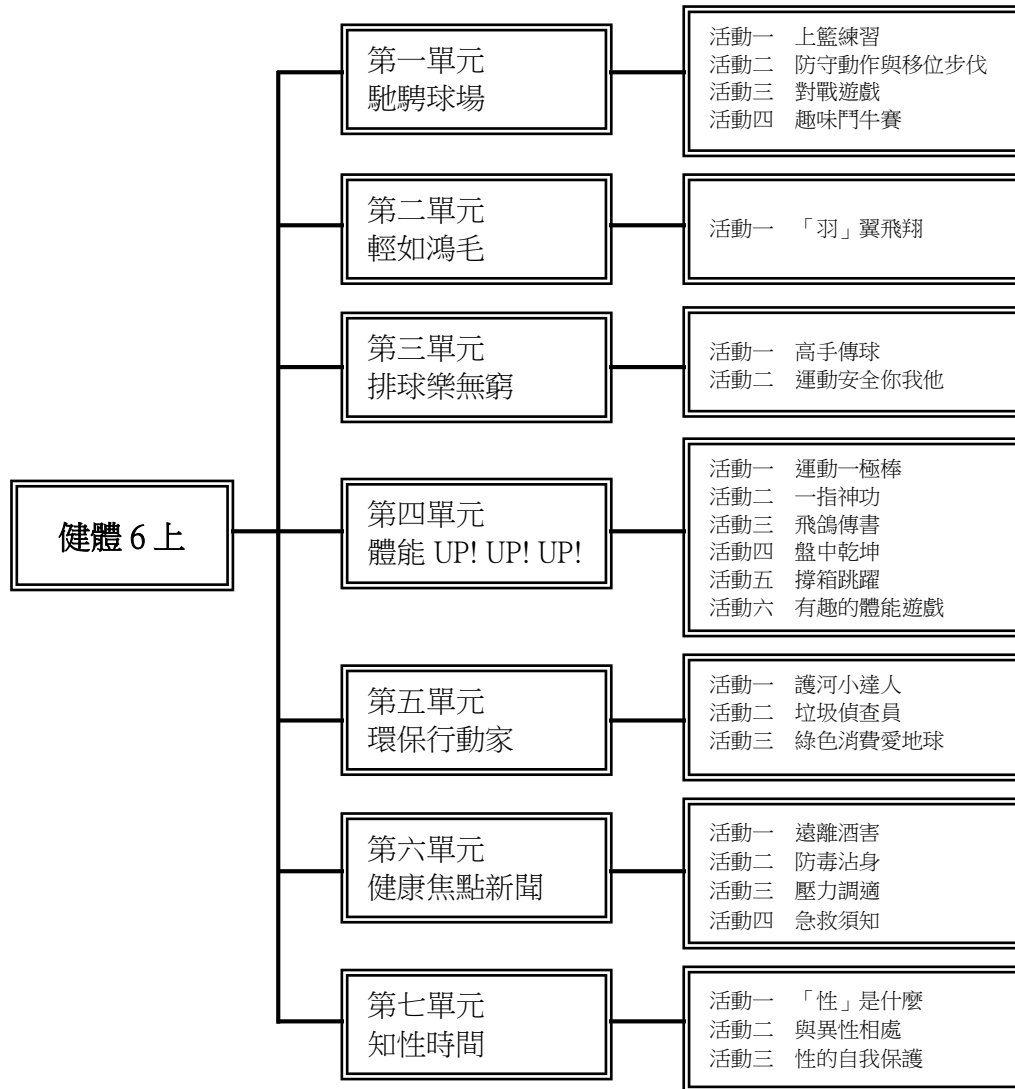 第一單元
馳騁球場
活動一　上籃練習
活動二　防守動作與移位步伐
活動三　對戰遊戲
活動四　趣味鬥牛賽
第二單元
輕如鴻毛
活動一　「羽」翼飛翔
第三單元
排球樂無窮
活動一　高手傳球
活動二　運動安全你我他
健體 6 上
第四單元
體能 UP! UP! UP!
活動一　運動一極棒
活動二　一指神功
活動三　飛鴿傳書
活動四　盤中乾坤
活動五　撐箱跳躍
活動六　有趣的體能遊戲
第五單元
環保行動家
活動一　護河小達人
活動二　垃圾偵查員
活動三　綠色消費愛地球
第六單元
健康焦點新聞
活動一　遠離酒害
活動二　防毒沾身
活動三　壓力調適
活動四　急救須知
第七單元
知性時間
活動一　「性」是什麼
活動二　與異性相處
活動三　性的自我保護